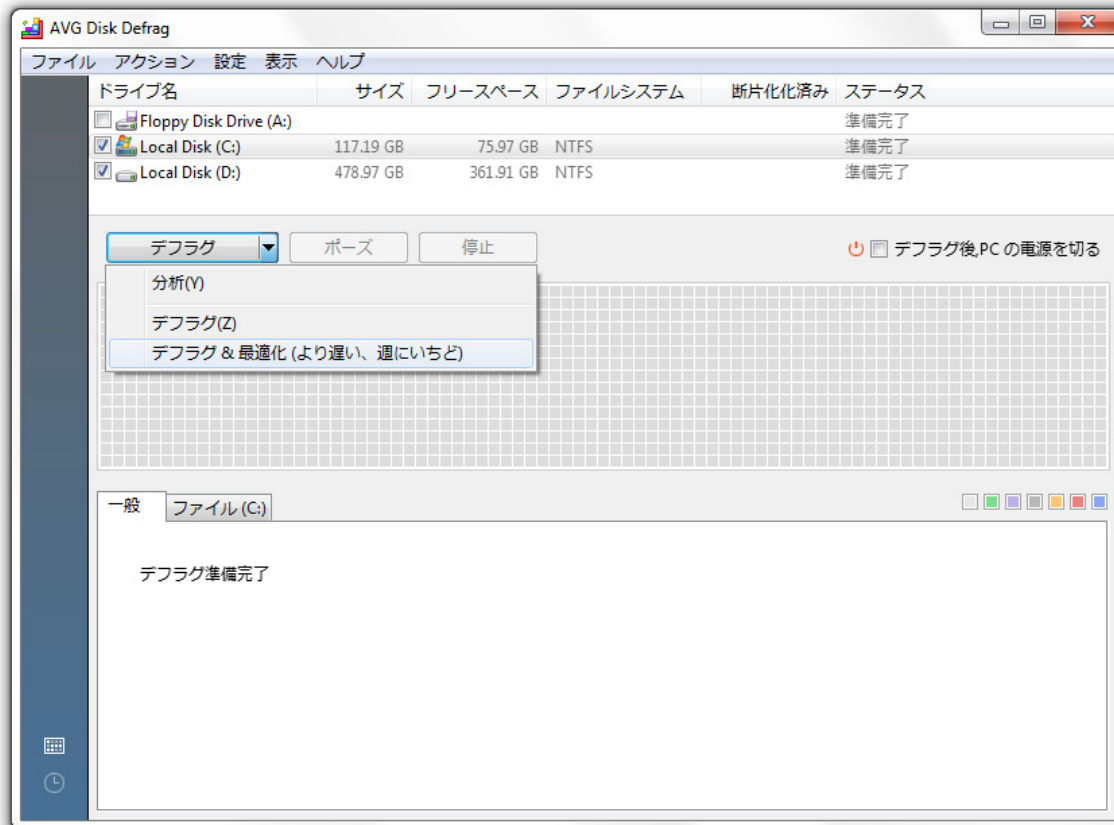 AVG Disk Defrag
ファイル アクション 設定 表示 ヘルプ
ドライブ名 サイズ フリースペース ファイルシステム 断片化化済み ステータス
Floppy Disk Drive (A:) 準備完了
Local Disk (C:) 117.19 GB 75.97 GB NTFS 準備完了
Local Disk (D:) 478.97 GB 361.91 GB NTFS 準備完了
デフラグ ポーズ 停止 デフラグ後,PC の電源を切る
分析(Y)
デフラグ(Z)
デフラグ & 最適化 (より遅い、週にいちど)
一般 ファイル (C:)
デフラグ準備完了